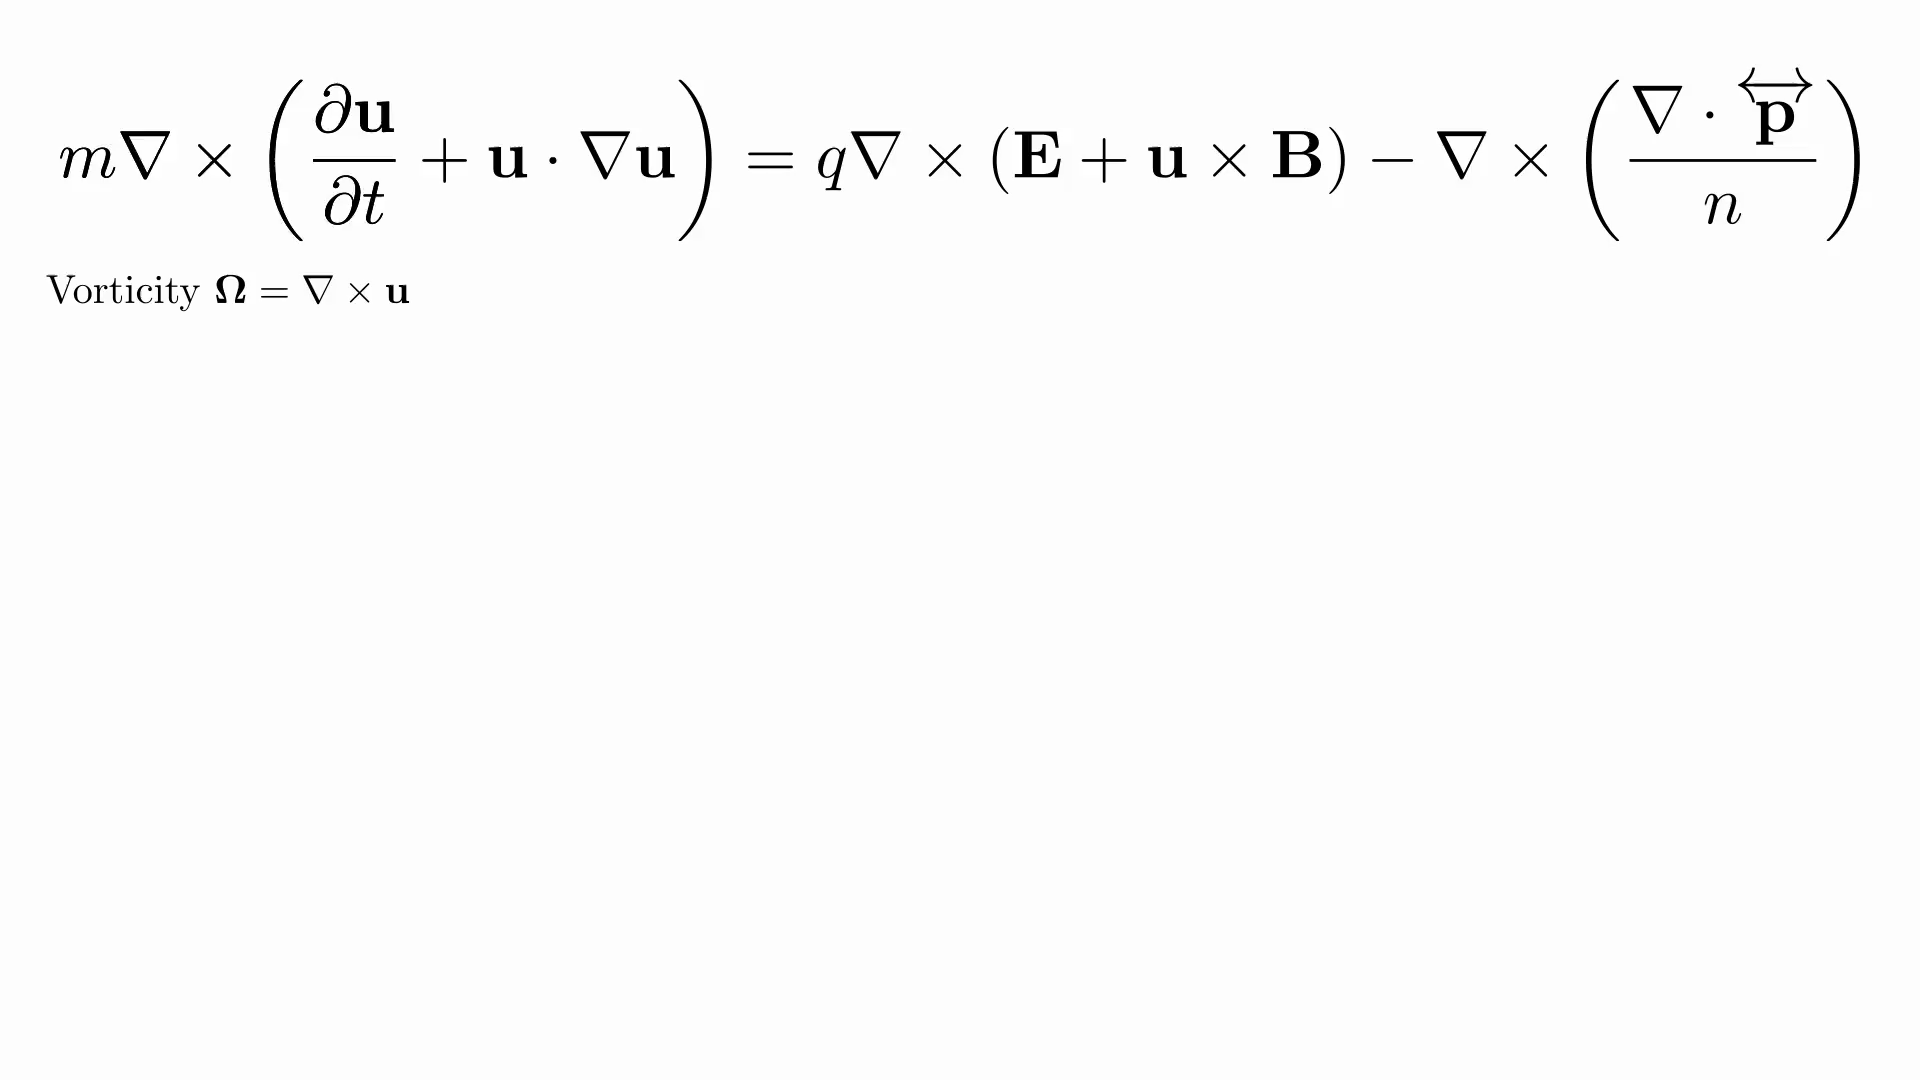 m∇ × (∂𝐮/∂t + 𝐮 · ∇𝐮) = q∇ × (𝐄 + 𝐮 × 𝐁) − ∇ × (∇ · 𝐩⃡/n)
Vorticity 𝛀 = ∇ × 𝐮